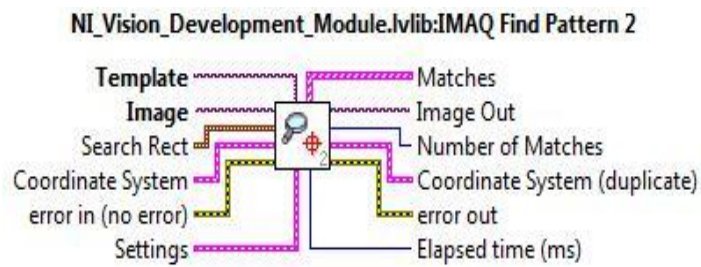 NI_Vision_Development_Module.lvlib:IMAQ Find Pattern 2
Template
Matches
Image
Image Out
Search Rect
Number of Matches
Coordinate System
Coordinate System (duplicate)
error in (no error)
error out
Settings
Elapsed time (ms)
2